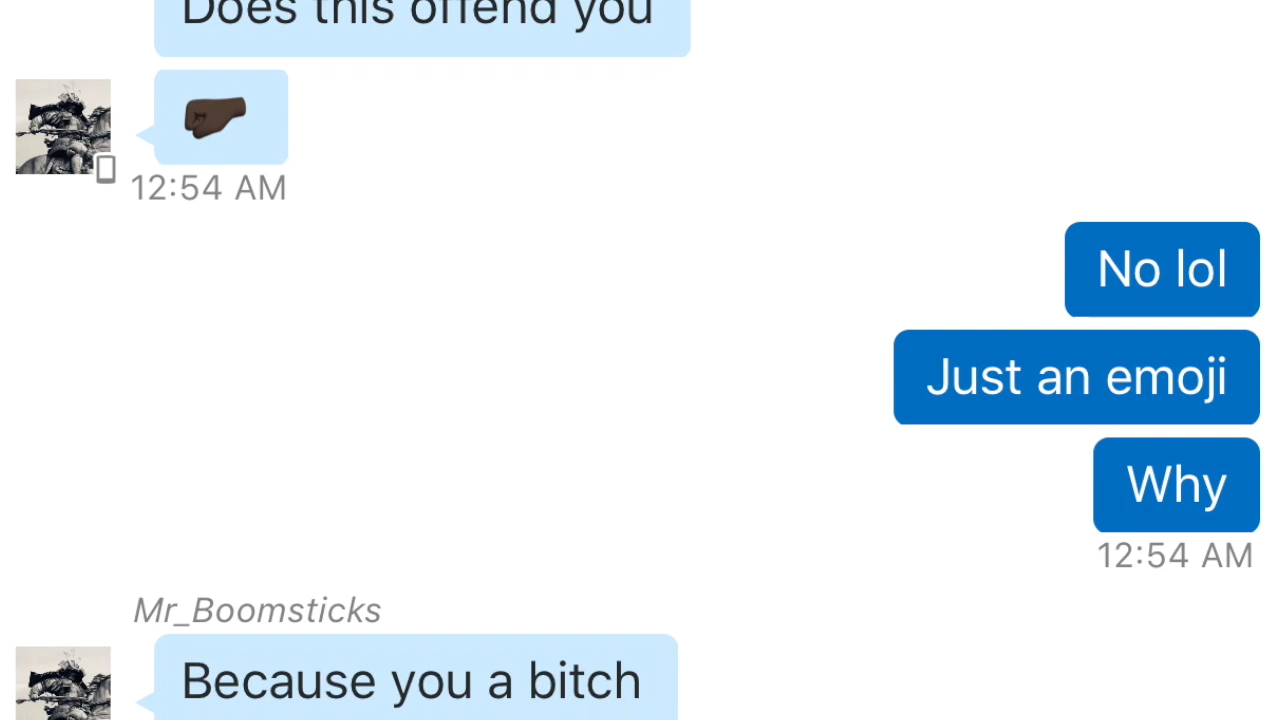 Does this offend you
12:54 AM
No lol
Just an emoji
Why
12:54 AM
Mr_Boomsticks
Because you a bitch